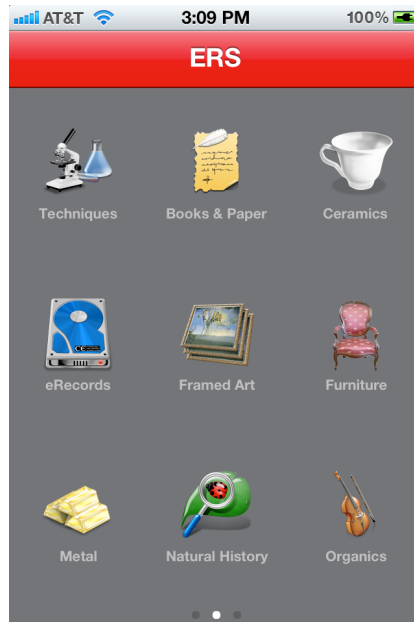 AT&T 3:09 PM 100%
ERS
Techniques Books & Paper Ceramics
eRecords Framed Art Furniture
Metal Natural History Organics